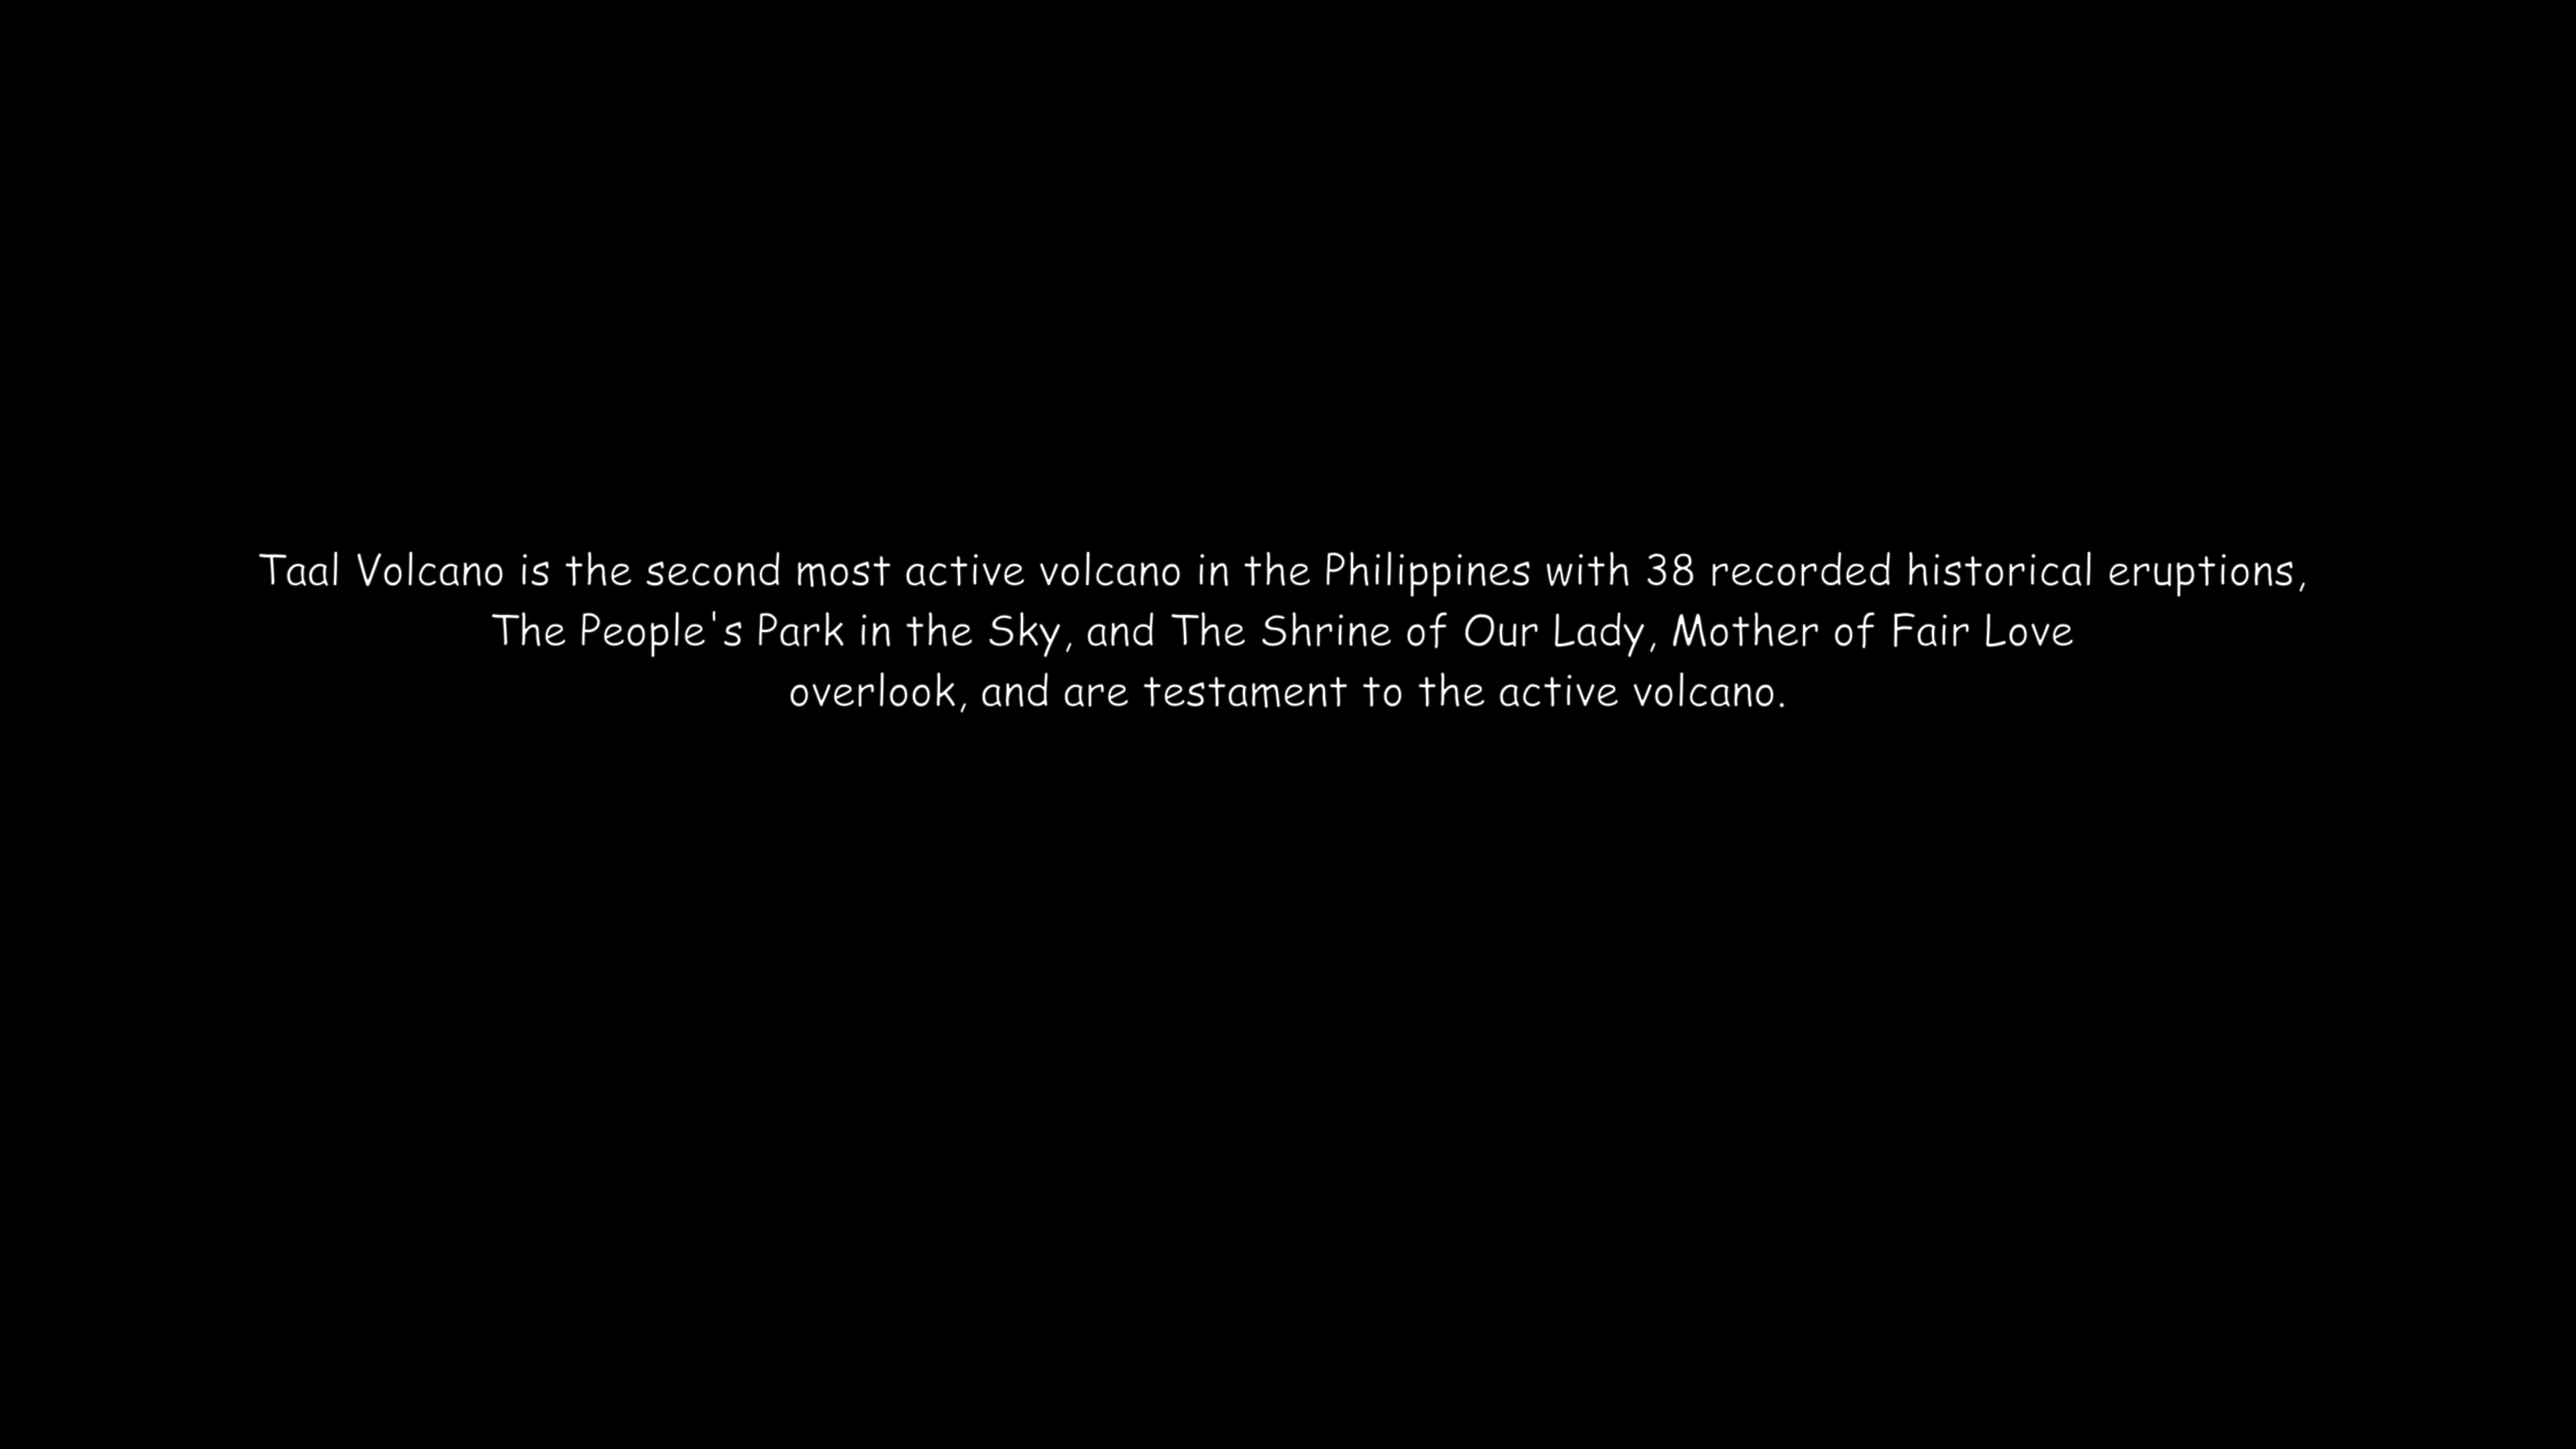 Taal Volcano is the second most active volcano in the Philippines with 38 recorded historical eruptions,
The People's Park in the Sky, and The Shrine of Our Lady, Mother of Fair Love
overlook, and are testament to the active volcano.